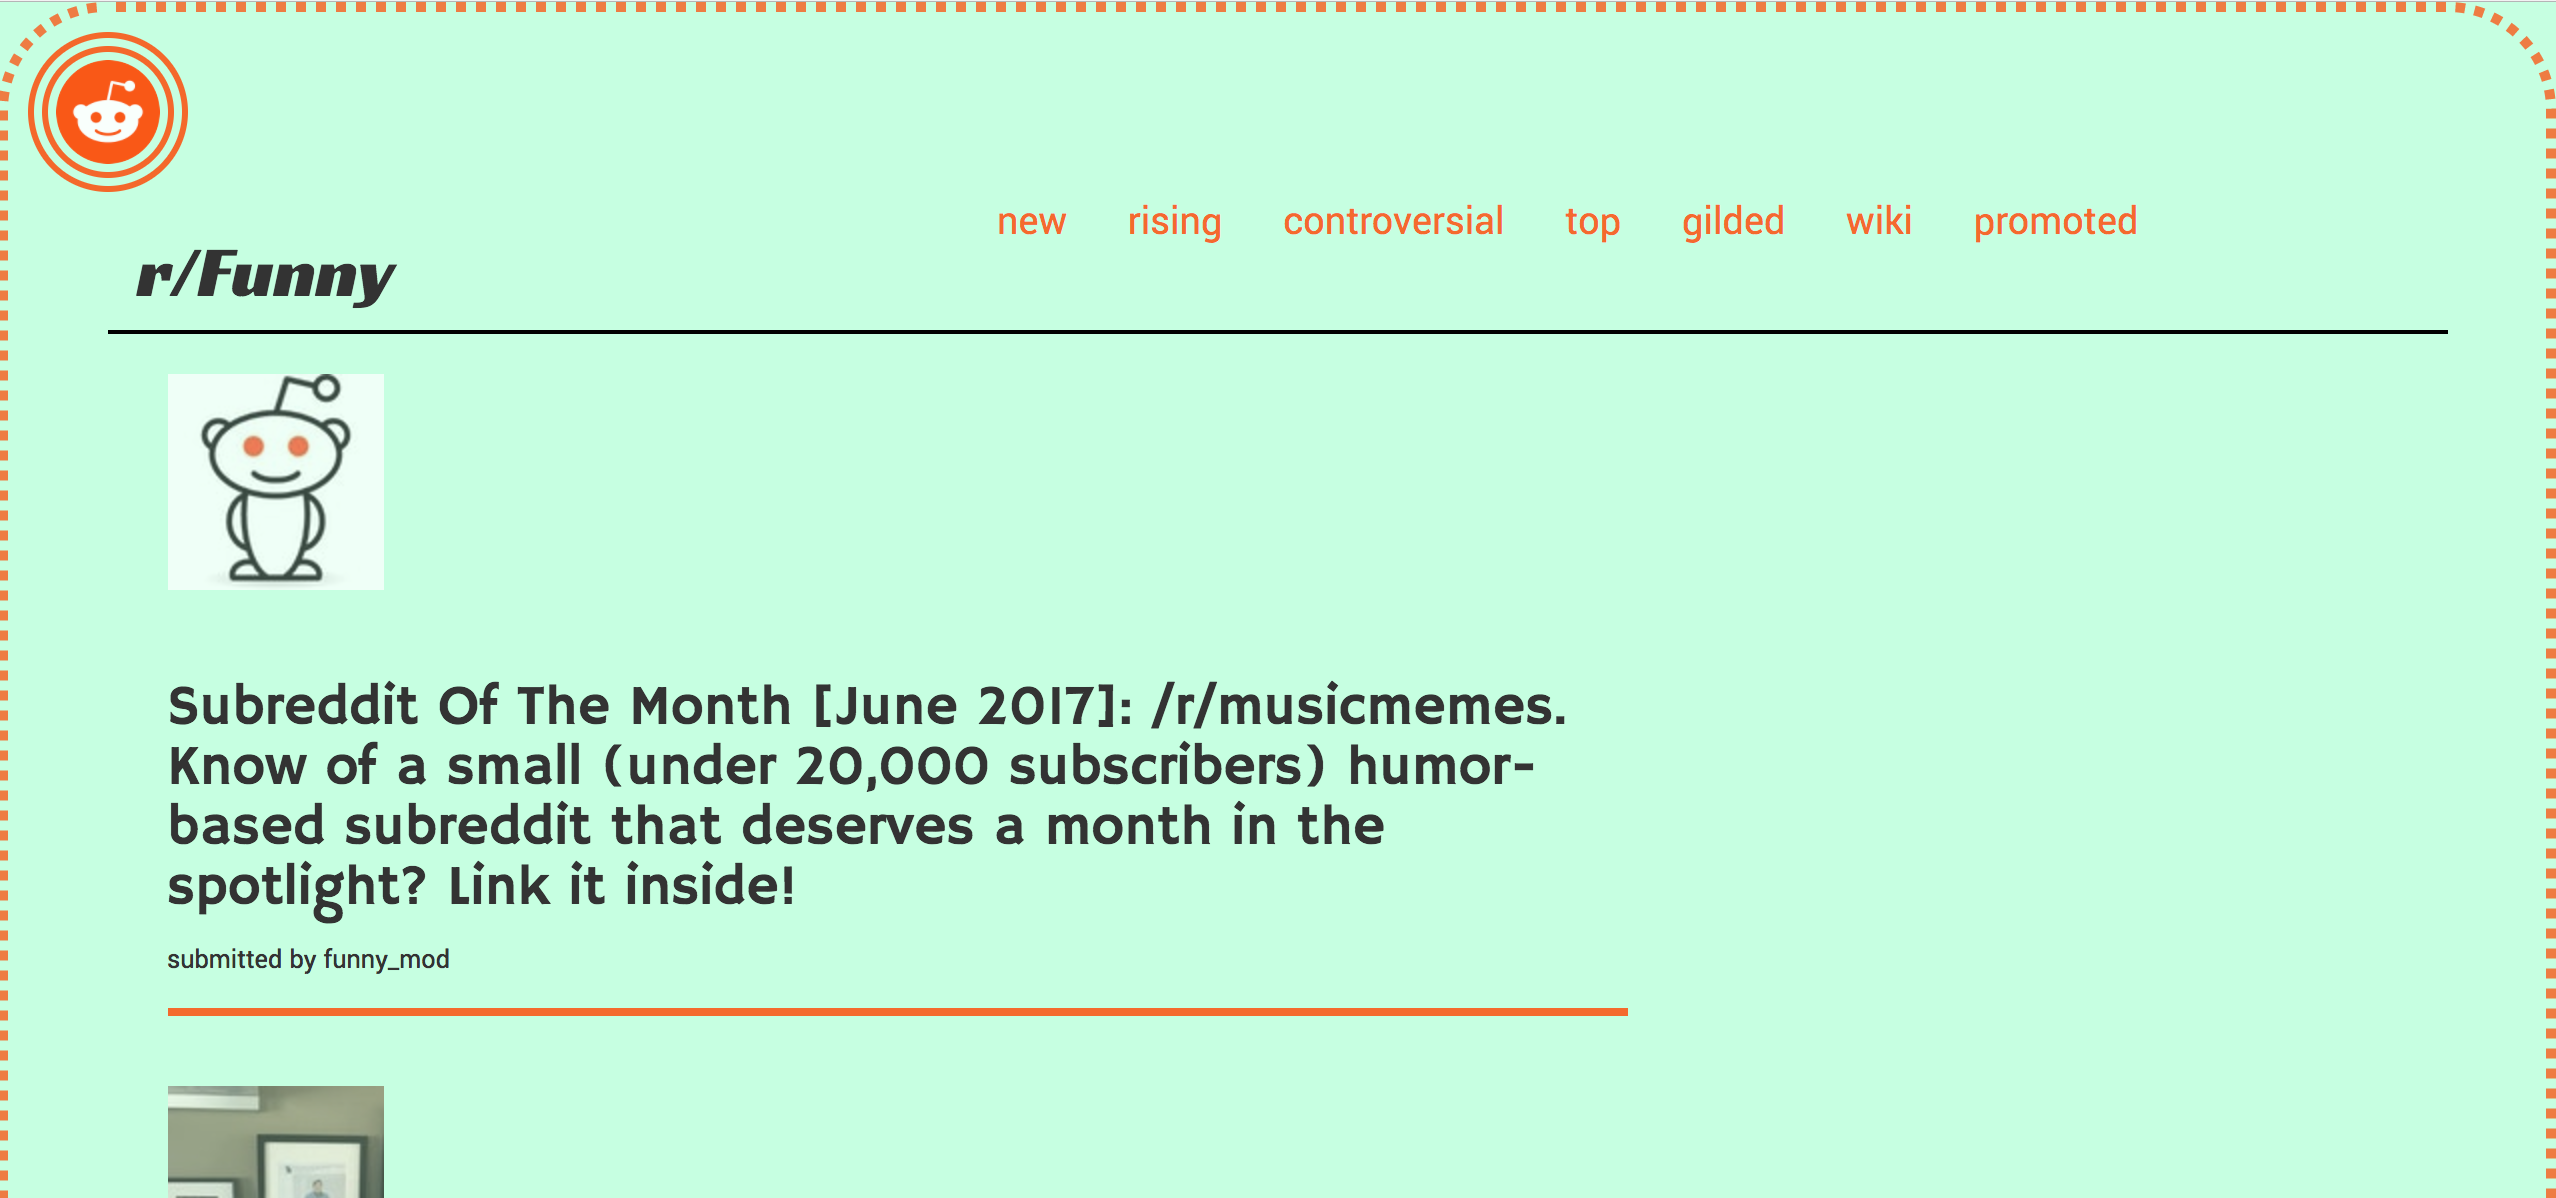 new rising controversial top gilded wiki promoted
r/Funny
Subreddit Of The Month [June 2017]: /r/musicmemes.
Know of a small (under 20,000 subscribers) humor-
based subreddit that deserves a month in the
spotlight? Link it inside!
submitted by funny_mod